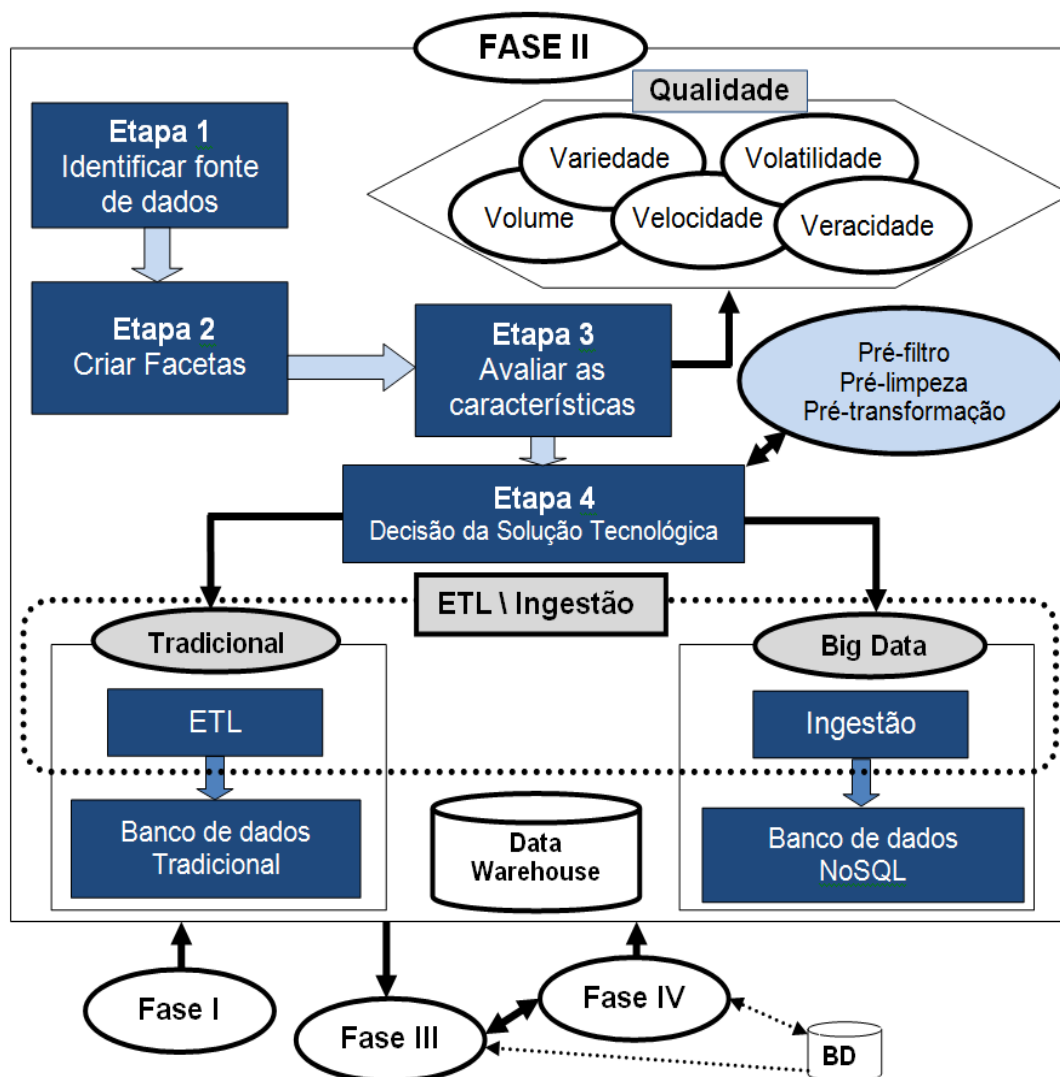 FASE II
Qualidade
Etapa 1
Identificar fonte
de dados
Variedade
Volatilidade
Volume
Velocidade
Veracidade
Etapa 2
Criar Facetas
Etapa 3
Avaliar as
características
Pré-filtro
Pré-limpeza
Pré-transformação
Etapa 4
Decisão da Solução Tecnológica
ETL \ Ingestão
Tradicional
Big Data
ETL
Ingestão
Banco de dados
Tradicional
Data
Warehouse
Banco de dados
NoSQL
Fase I
Fase III
Fase IV
BD